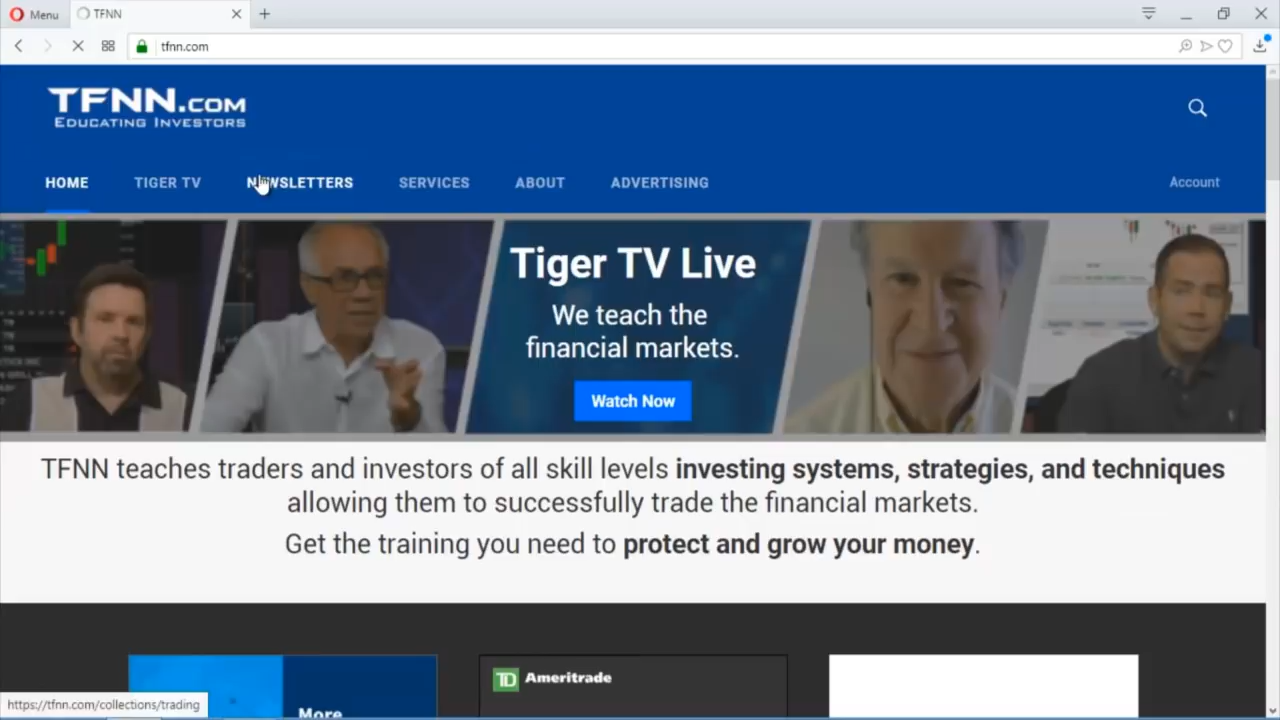 Menu
TFNN
tfnn.com
TFNN.COM
EDUCATING INVESTORS
HOME TIGER TV NEWSLETTERS SERVICES ABOUT ADVERTISING Account
Tiger TV Live
We teach the
financial markets.
Watch Now
TFNN teaches traders and investors of all skill levels investing systems, strategies, and techniques
allowing them to successfully trade the financial markets.
Get the training you need to protect and grow your money.
TD Ameritrade
More
https://tfnn.com/collections/trading